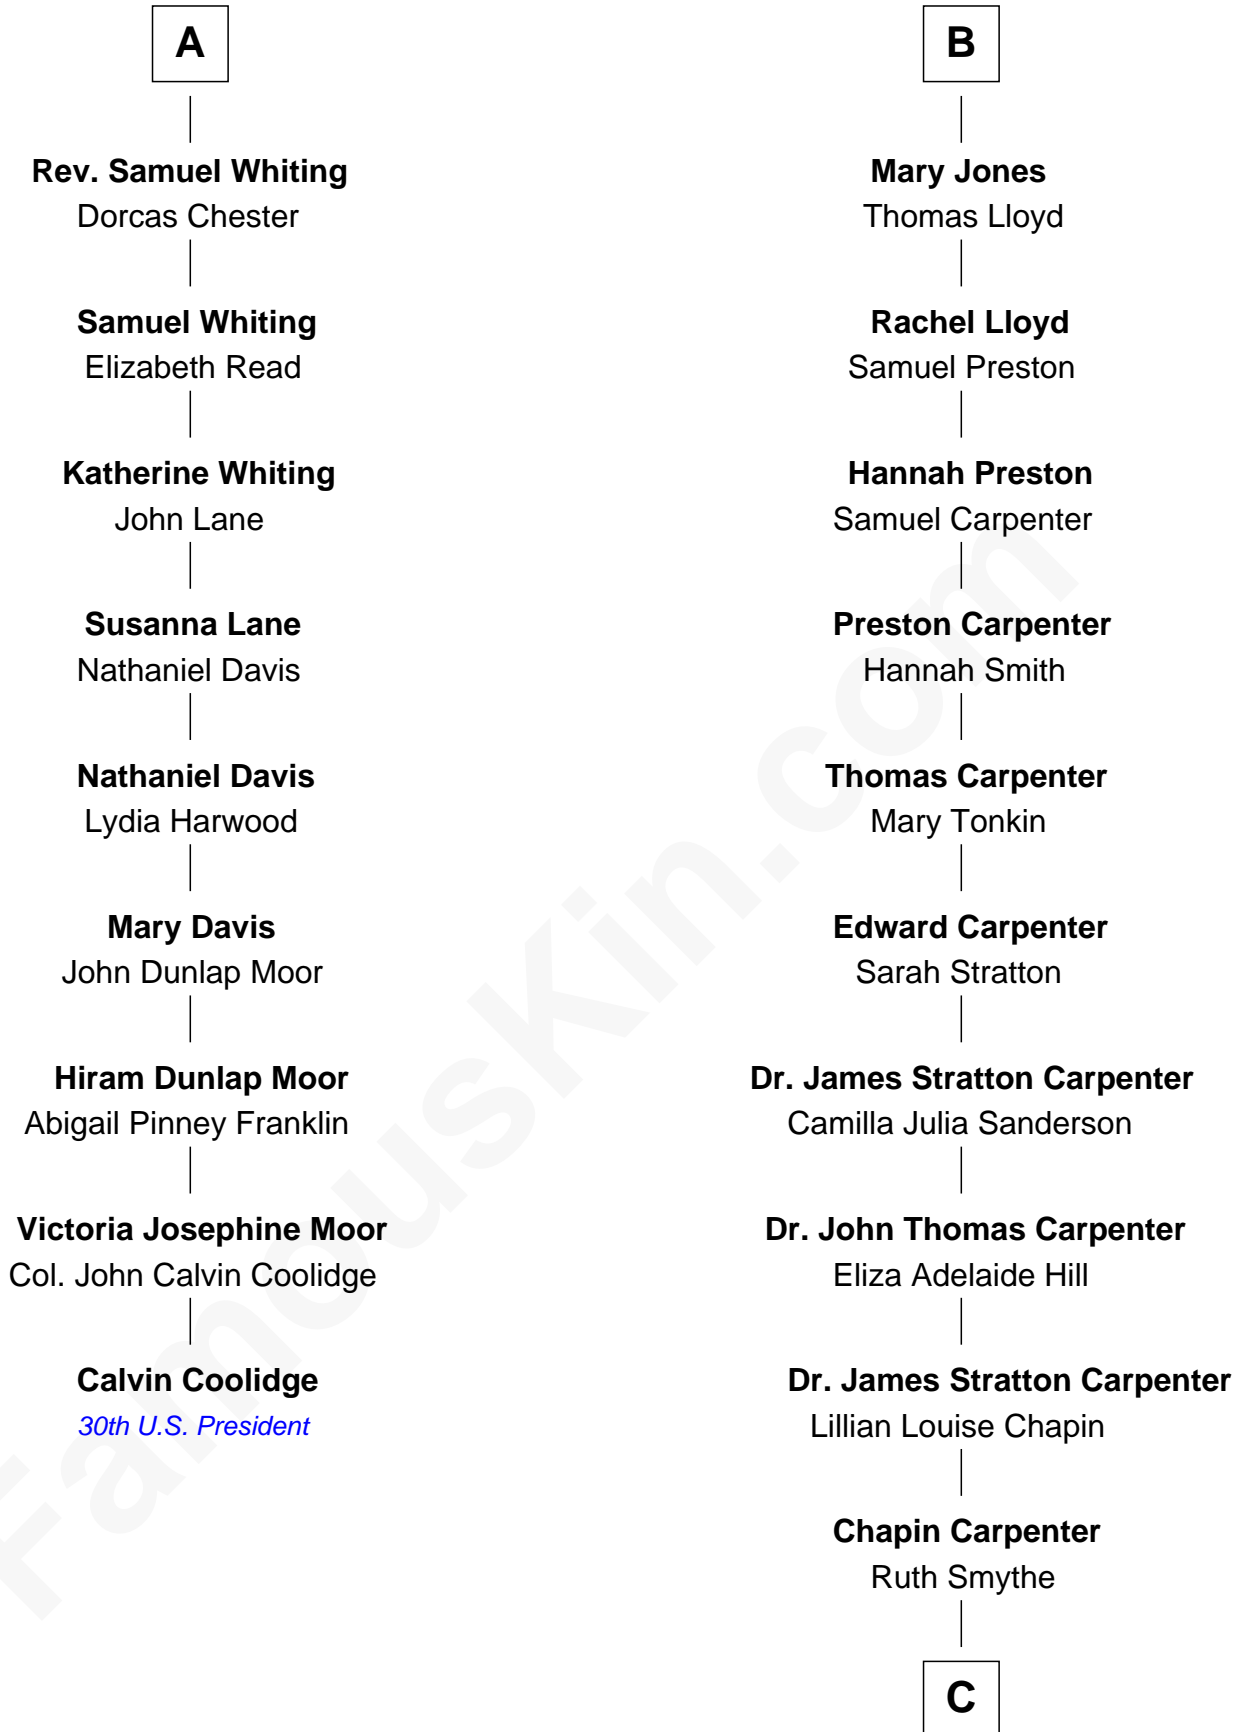 A
Rev. Samuel Whiting
Dorcas Chester
Samuel Whiting
Elizabeth Read
Katherine Whiting
John Lane
Susanna Lane
Nathaniel Davis
Nathaniel Davis
Lydia Harwood
Mary Davis
John Dunlap Moor
Hiram Dunlap Moor
Abigail Pinney Franklin
Victoria Josephine Moor
Col. John Calvin Coolidge
Calvin Coolidge
30th U.S. President
B
Mary Jones
Thomas Lloyd
Rachel Lloyd
Samuel Preston
Hannah Preston
Samuel Carpenter
Preston Carpenter
Hannah Smith
Thomas Carpenter
Mary Tonkin
Edward Carpenter
Sarah Stratton
Dr. James Stratton Carpenter
Camilla Julia Sanderson
Dr. John Thomas Carpenter
Eliza Adelaide Hill
Dr. James Stratton Carpenter
Lillian Louise Chapin
Chapin Carpenter
Ruth Smythe
C
FamousKin.com